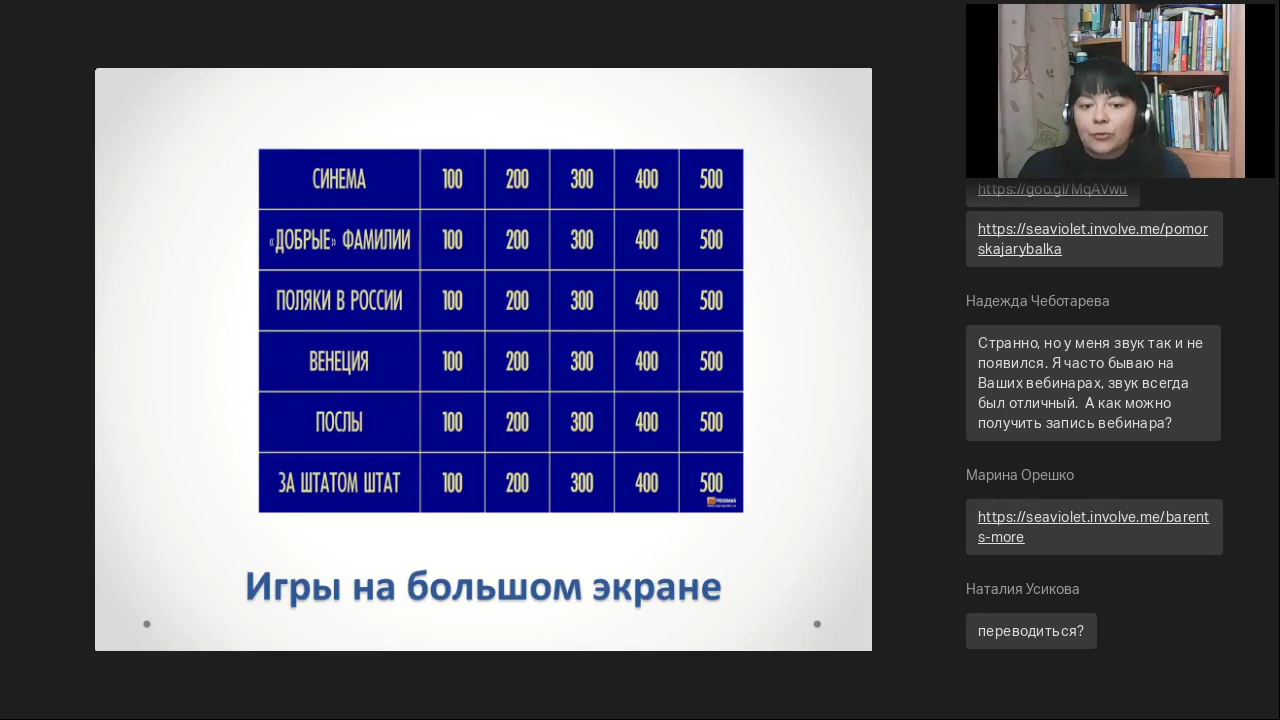 СИНЕМА 100 200 300 400 500
«ДОБРЫЕ» ФАМИЛИИ 100 200 300 400 500
ПОЛЯКИ В РОССИИ 100 200 300 400 500
ВЕНЕЦИЯ 100 200 300 400 500
ПОСЛЫ 100 200 300 400 500
ЗА ШТАТОМ ШТАТ 100 200 300 400 500
Игры на большом экране
https://goo.gl/MqAVwu
https://seaviolet.involve.me/pomor
skajarybalka
Надежда Чеботарева
Странно, но у меня звук так и не
появился. Я часто бываю на
Ваших вебинарах, звук всегда
был отличный. А как можно
получить запись вебинара?
Марина Орешко
https://seaviolet.involve.me/barent
s-more
Наталия Усикова
переводиться?